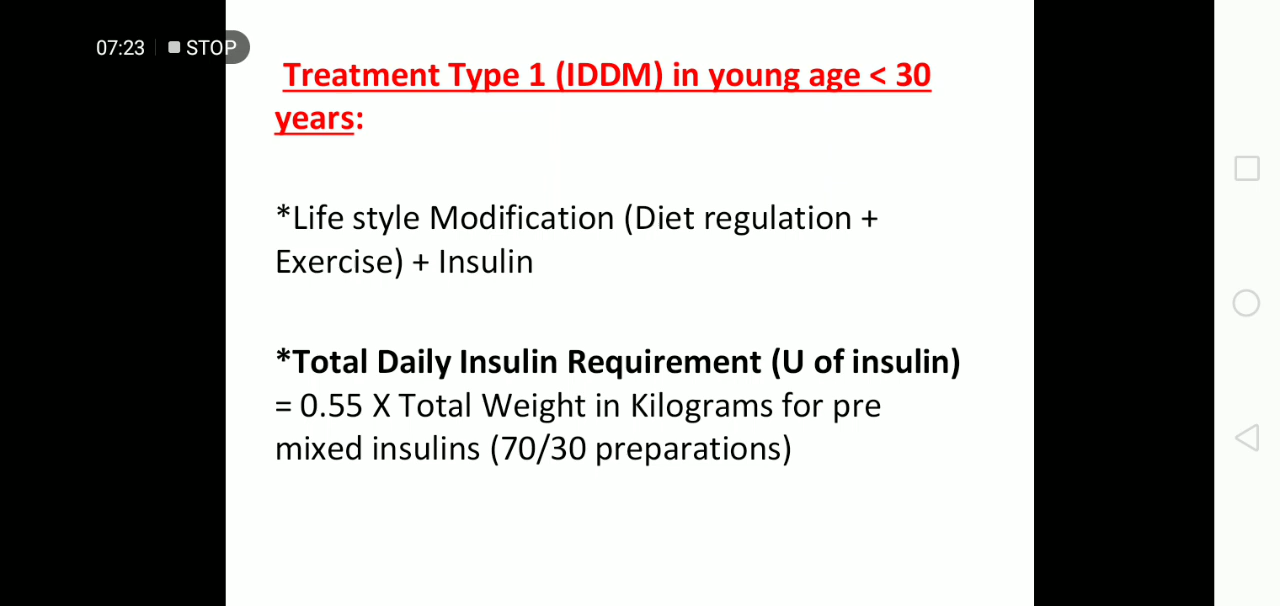 07:23 STOP
Treatment Type 1 (IDDM) in young age < 30
years:
*Life style Modification (Diet regulation +
Exercise) + Insulin
*Total Daily Insulin Requirement (U of insulin)
= 0.55 X Total Weight in Kilograms for pre
mixed insulins (70/30 preparations)